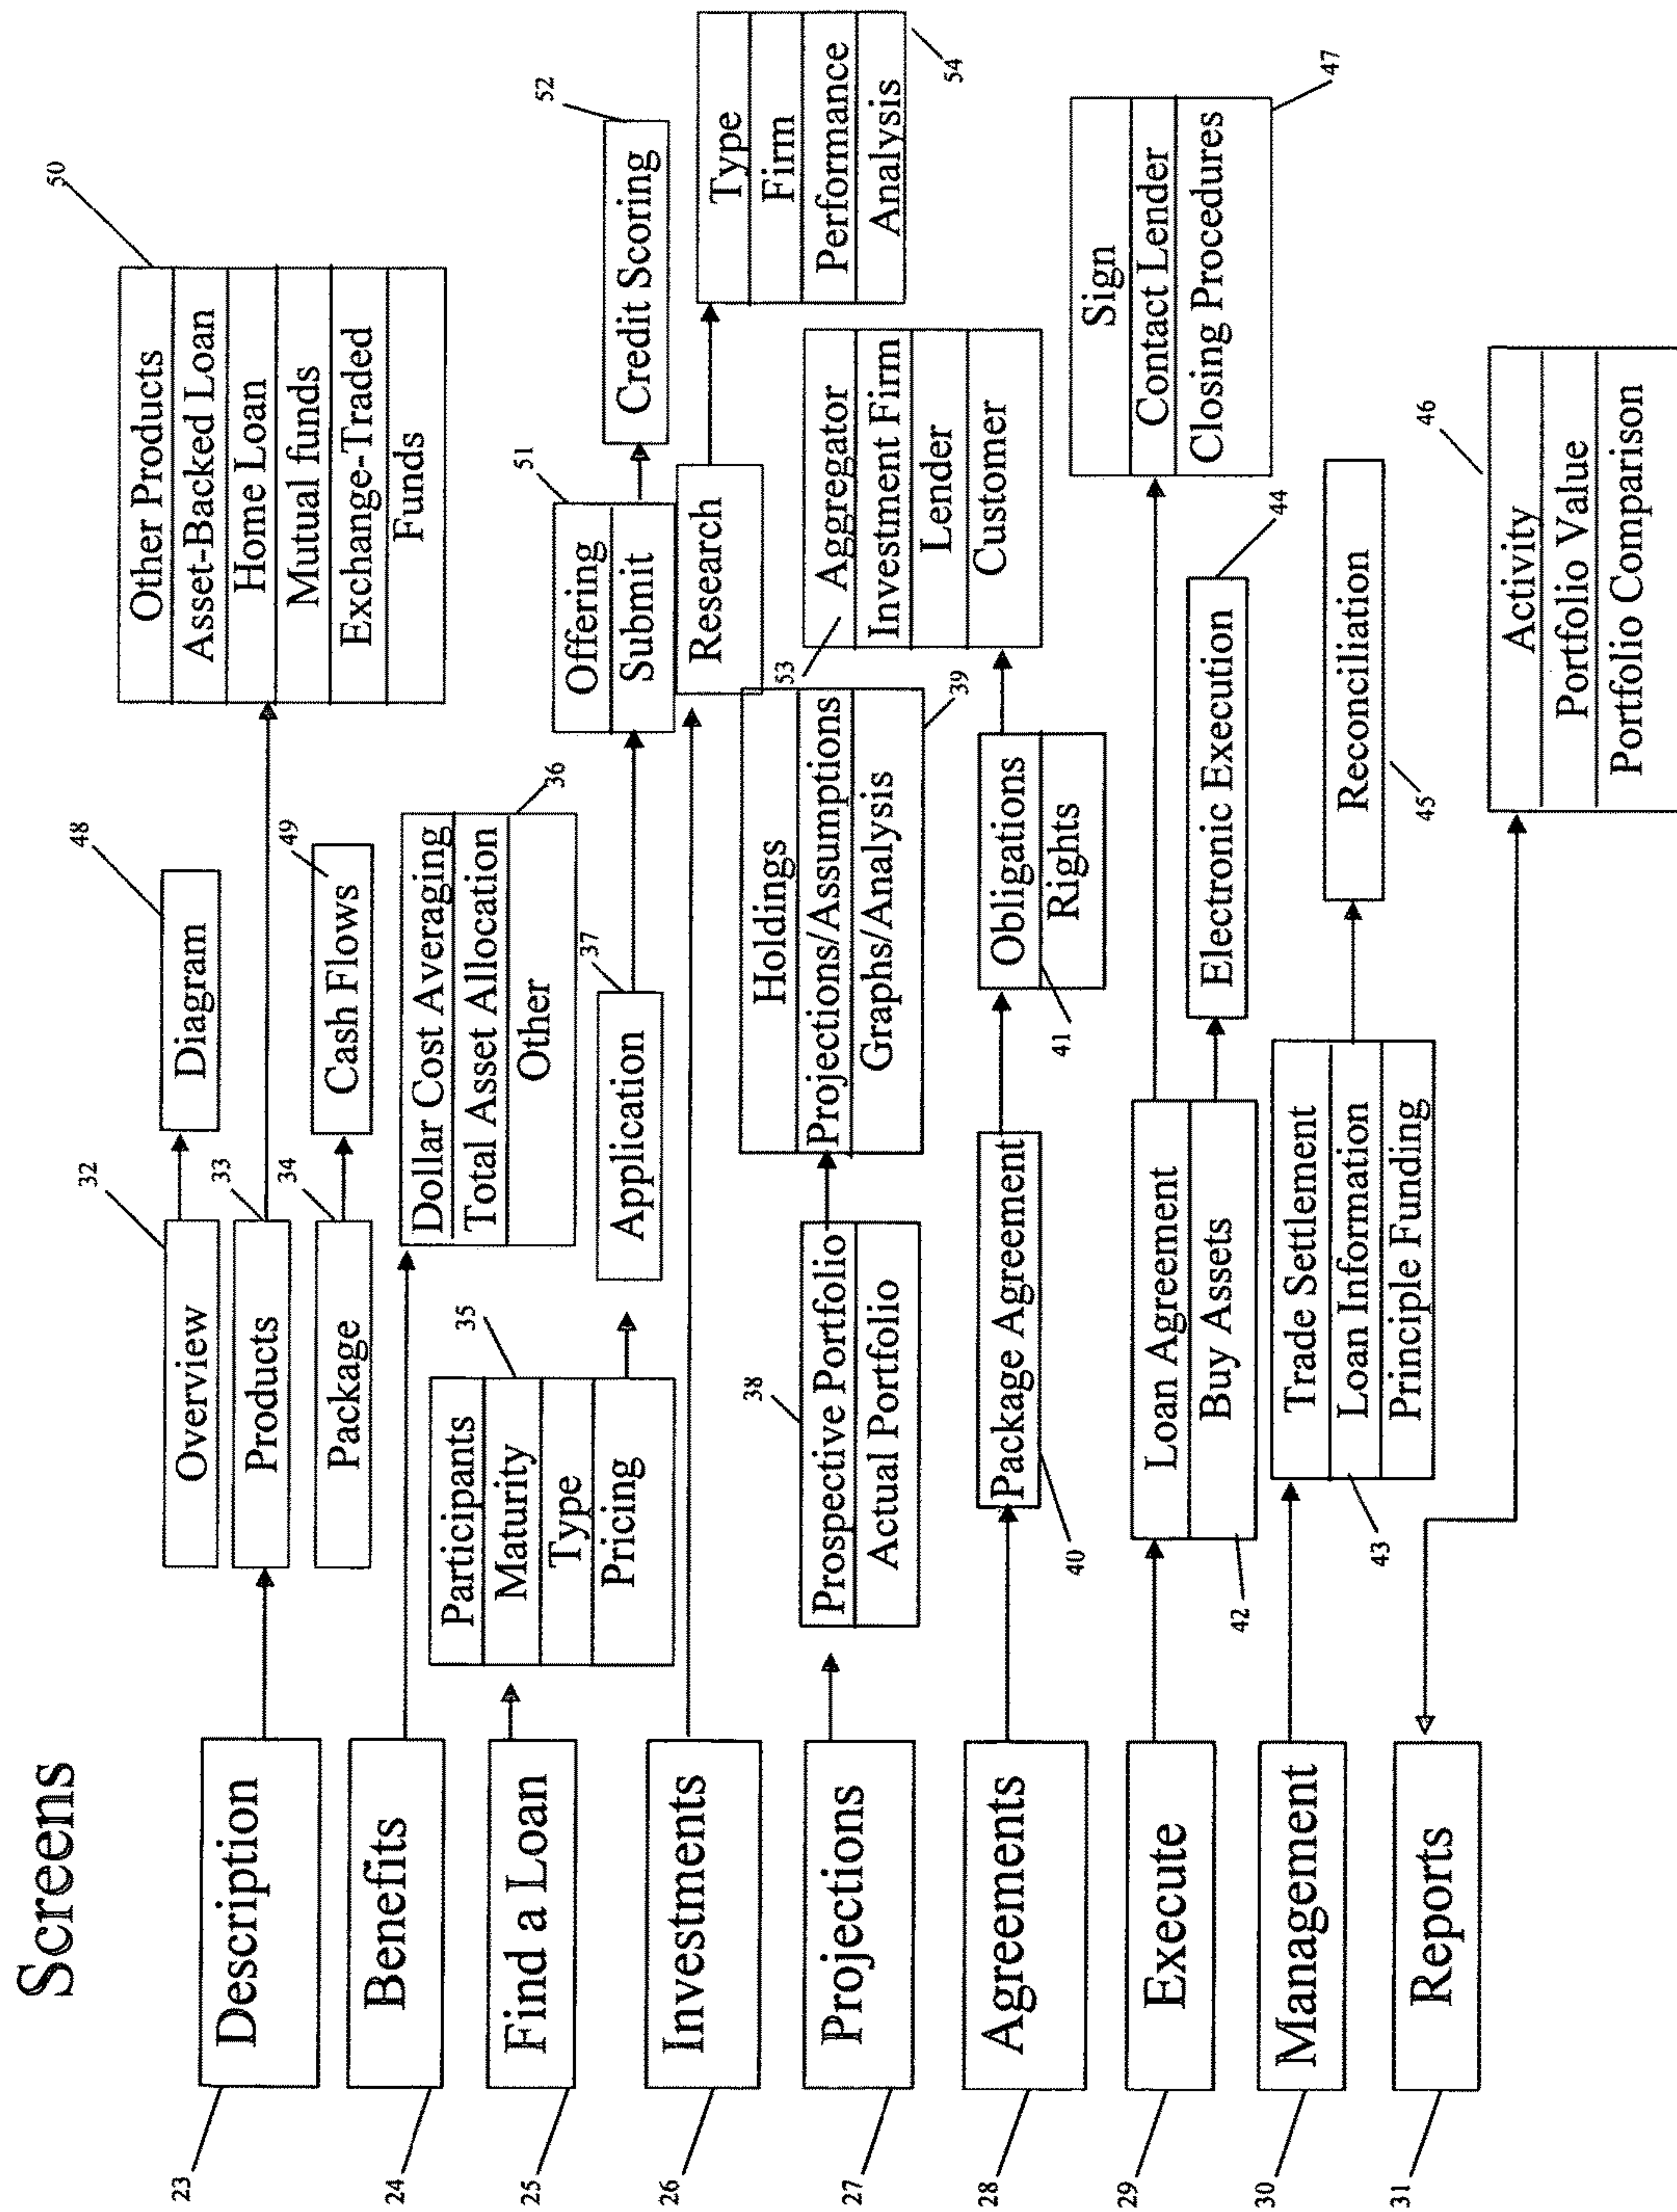 Screens
23
Description
32
Overview
48
Diagram
33
Products
50
Other Products
Asset-Backed Loan
Home Loan
Mutual funds
Exchange-Traded
Funds
34
Package
49
Cash Flows
24
Benefits
36
Dollar Cost Averaging
Total Asset Allocation
Other
25
Find a Loan
35
Participants
Maturity
Type
Pricing
37
Application
51
Offering
Submit
52
Credit Scoring
26
Investments
Research
54
Type
Firm
Performance
Analysis
27
Projections
38
Prospective Portfolio
Actual Portfolio
39
Holdings
Projections/Assumptions
Graphs/Analysis
28
Agreements
40
Package Agreement
41
Obligations
Rights
53
Aggregator
Investment Firm
Lender
Customer
29
Execute
42
Loan Agreement
Buy Assets
47
Sign
Contact Lender
Closing Procedures
44
Electronic Execution
30
Management
43
Trade Settlement
Loan Information
Principle Funding
45
Reconciliation
31
Reports
46
Activity
Portfolio Value
Portfolio Comparison